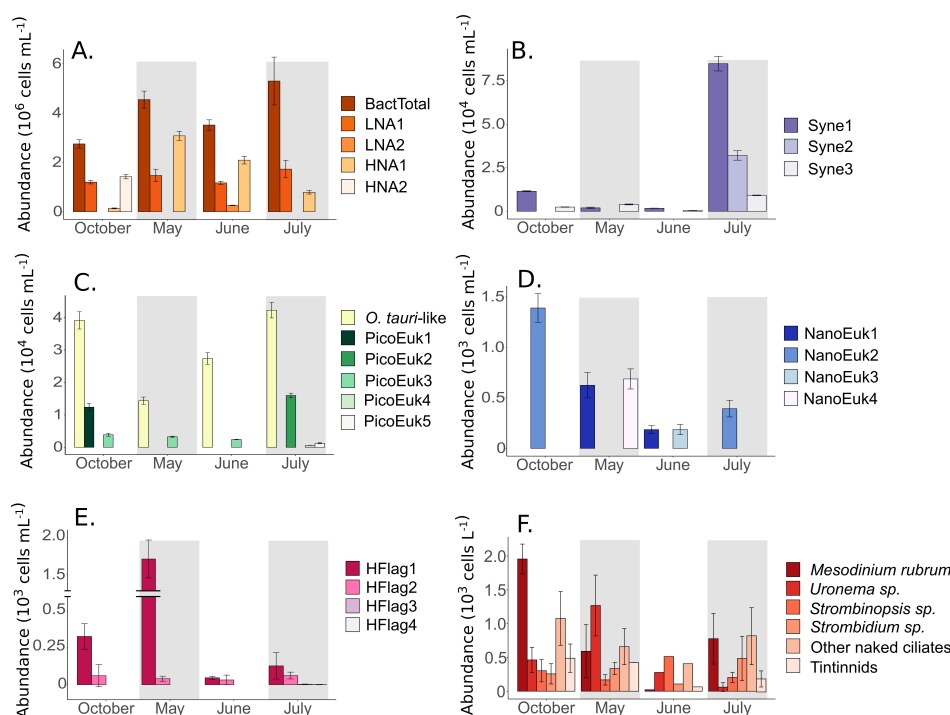 A.
Abundance (10⁶ cells mL⁻¹)
6
4
2
0
October May June July
BactTotal
LNA1
LNA2
HNA1
HNA2
B.
Abundance (10⁴ cells mL⁻¹)
7.5
5.0
2.5
0
October May June July
Syne1
Syne2
Syne3
C.
Abundance (10⁴ cells mL⁻¹)
4
3
2
1
0
October May June July
O. tauri-like
PicoEuk1
PicoEuk2
PicoEuk3
PicoEuk4
PicoEuk5
D.
Abundance (10³ cells mL⁻¹)
1.5
1.0
0.5
0
October May June July
NanoEuk1
NanoEuk2
NanoEuk3
NanoEuk4
E.
Abundance (10³ cells mL⁻¹)
2.0
1.5
0.5
0.25
0
October May June July
HFlag1
HFlag2
HFlag3
HFlag4
F.
Abundance (10³ cells L⁻¹)
2.0
1.5
1.0
0.5
0
October May June July
Mesodinium rubrum
Uronema sp.
Strombinopsis sp.
Strombidium sp.
Other naked ciliates
Tintinnids